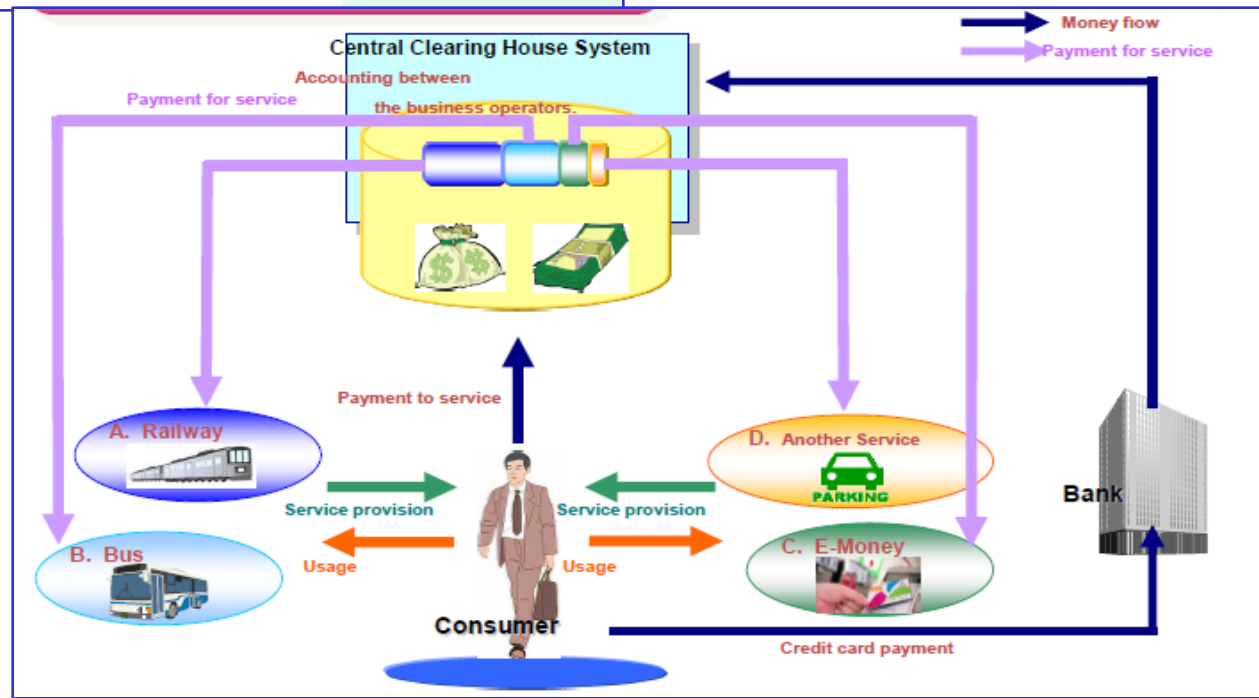 Money flow
Central Clearing House System
Payment for service
Accounting between
Payment for service
the business operators.
Payment to service
A. Railway
D. Another Service
PARKING
Bank
Service provision
Service provision
B. Bus
C. E-Money
Usage
Usage
Consumer
Credit card payment